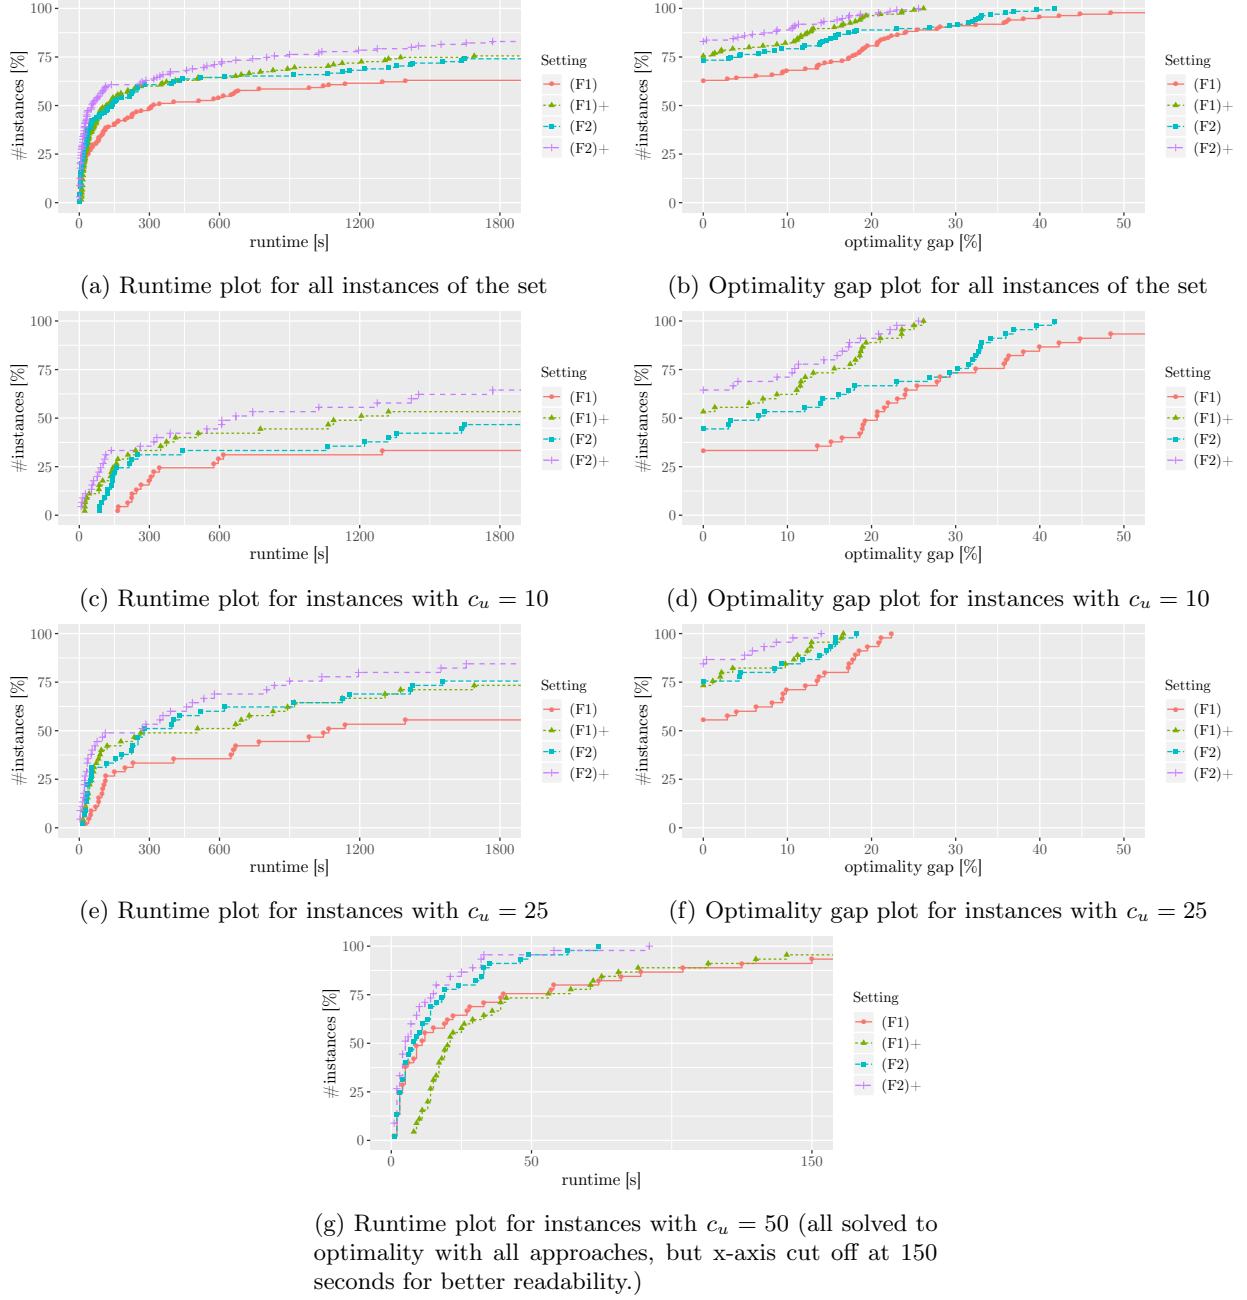 100
75
50
25
0
#instances [%]
0
300
600
1200
1800
runtime [s]
Setting
(F1)
(F1)+
(F2)
(F2)+
(a) Runtime plot for all instances of the set
100
75
50
25
0
#instances [%]
0
10
20
30
40
50
optimality gap [%]
Setting
(F1)
(F1)+
(F2)
(F2)+
(b) Optimality gap plot for all instances of the set
100
75
50
25
0
#instances [%]
0
300
600
1200
1800
runtime [s]
Setting
(F1)
(F1)+
(F2)
(F2)+
(c) Runtime plot for instances with c_u = 10
100
75
50
25
0
#instances [%]
0
10
20
30
40
50
optimality gap [%]
Setting
(F1)
(F1)+
(F2)
(F2)+
(d) Optimality gap plot for instances with c_u = 10
100
75
50
25
0
#instances [%]
0
300
600
1200
1800
runtime [s]
Setting
(F1)
(F1)+
(F2)
(F2)+
(e) Runtime plot for instances with c_u = 25
100
75
50
25
0
#instances [%]
0
10
20
30
40
50
optimality gap [%]
Setting
(F1)
(F1)+
(F2)
(F2)+
(f) Optimality gap plot for instances with c_u = 25
100
75
50
25
0
#instances [%]
0
50
150
runtime [s]
Setting
(F1)
(F1)+
(F2)
(F2)+
(g) Runtime plot for instances with c_u = 50 (all solved to
optimality with all approaches, but x-axis cut off at 150
seconds for better readability.)